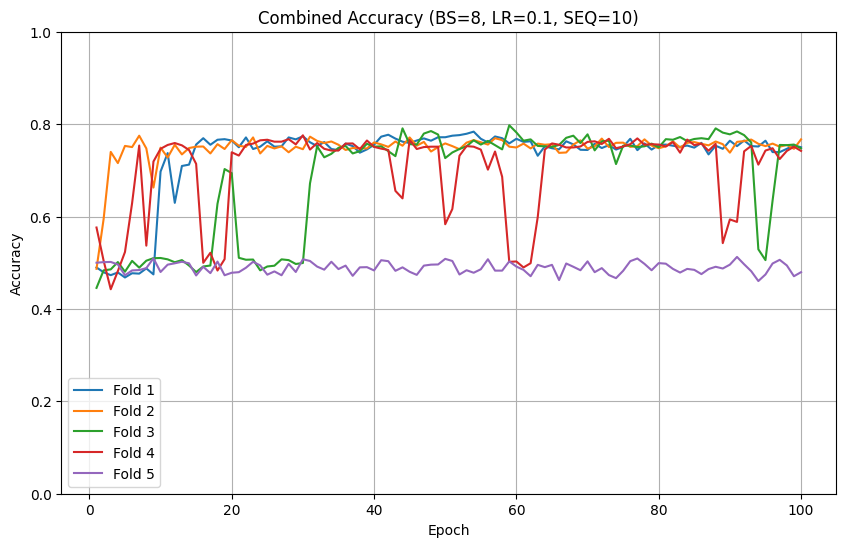 Combined Accuracy (BS=8, LR=0.1, SEQ=10)
1.0
0.8
0.6
0.4
0.2
0.0
Accuracy
Fold 1
Fold 2
Fold 3
Fold 4
Fold 5
0 20 40 60 80 100
Epoch